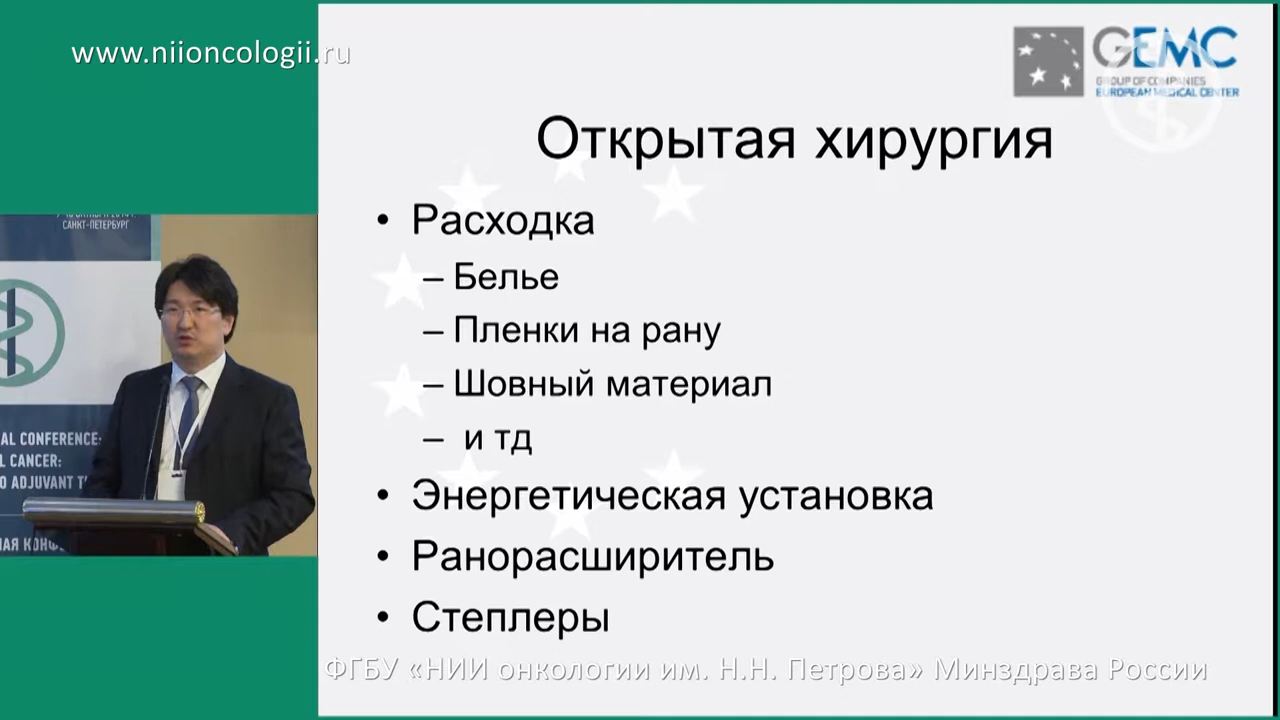 www.niioncologii.ru
GEMC
GROUP OF COMPANIES
EUROPEAN MEDICAL CENTER
Открытая хирургия
• Расходка
– Белье
– Пленки на рану
– Шовный материал
– и тд
• Энергетическая установка
• Ранорасширитель
• Степлеры
ФГБУ «НИИ онкологии им. Н.Н. Петрова» Минздрава России
САНКТ-ПЕТЕРБУРГ
AL CONFERENCE:
L CANCER:
O ADJUVANT T